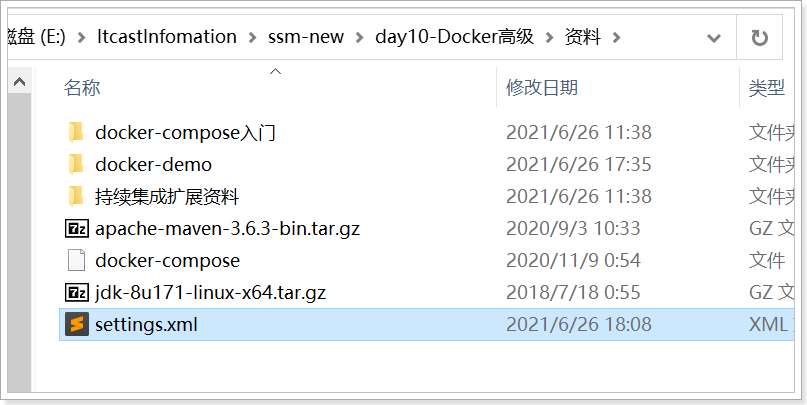 磁盘 (E:) > ItcastInfomation > ssm-new > day10-Docker高级 > 资料 >
名称 修改日期 类型
docker-compose入门 2021/6/26 11:38 文件夹
docker-demo 2021/6/26 17:35 文件夹
持续集成扩展资料 2021/6/26 11:38 文件夹
apache-maven-3.6.3-bin.tar.gz 2020/9/3 10:33 GZ 文
docker-compose 2020/11/9 0:54 文件
jdk-8u171-linux-x64.tar.gz 2018/7/18 0:55 GZ 文
settings.xml 2021/6/26 18:08 XML